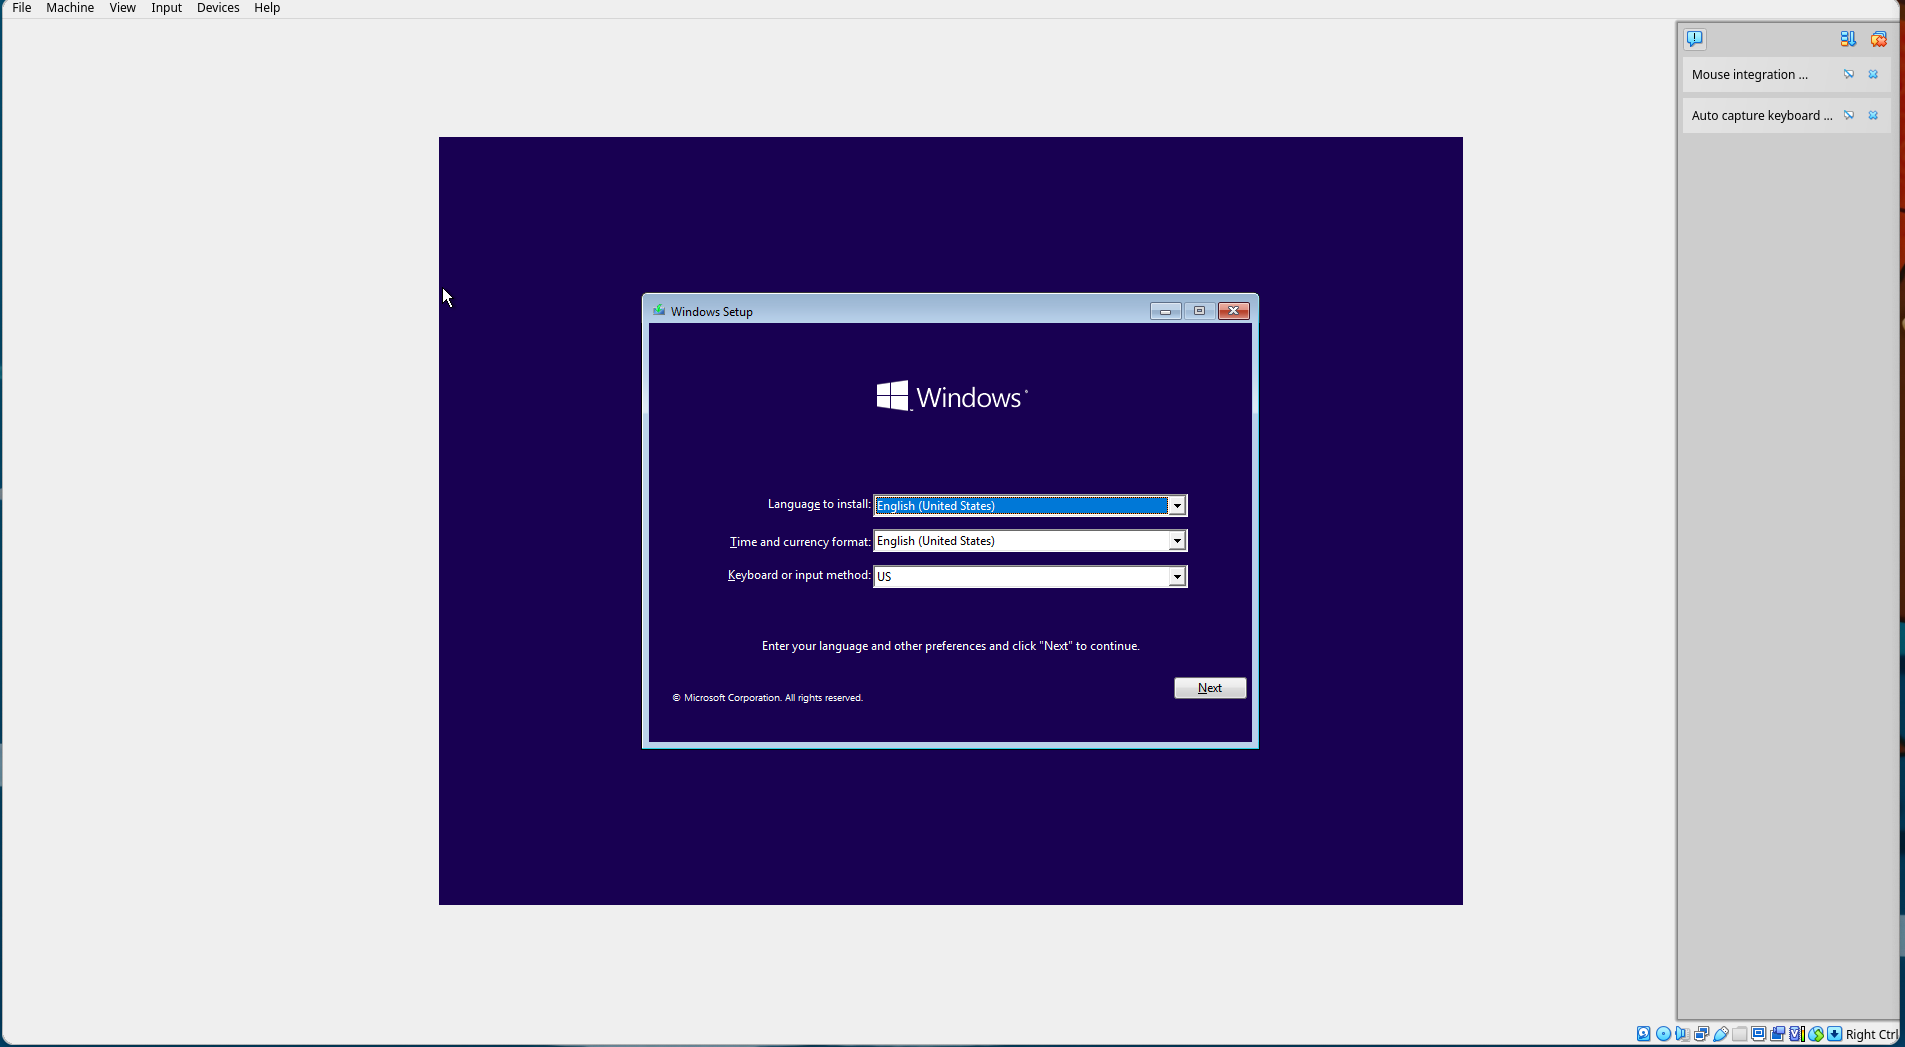 File Machine View Input Devices Help
Mouse integration ...
Auto capture keyboard ...
Windows Setup
Windows
Language to install: English (United States)
Time and currency format: English (United States)
Keyboard or input method: US
Enter your language and other preferences and click "Next" to continue.
Next
© Microsoft Corporation. All rights reserved.
Right Ctrl